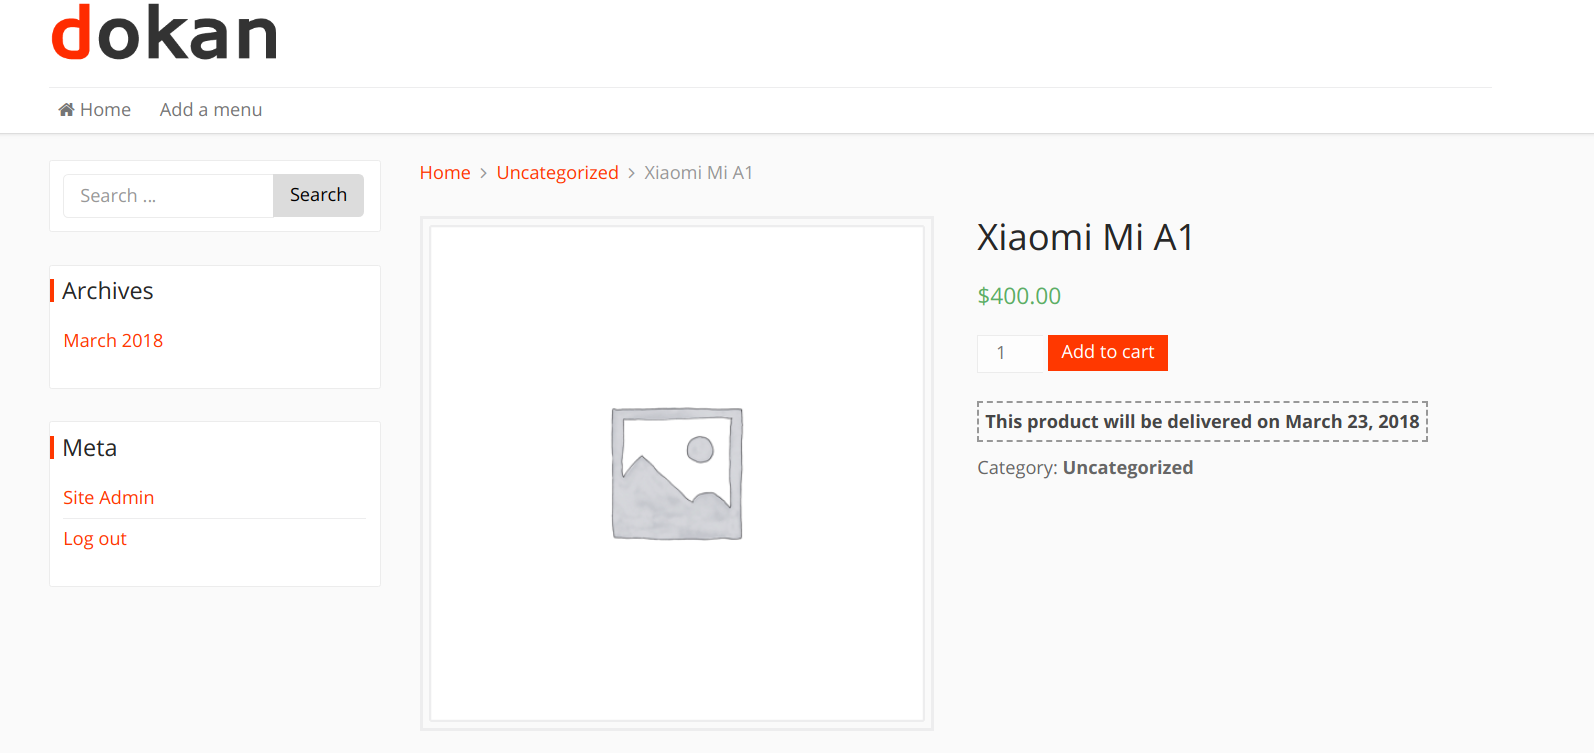 dokan
Home Add a menu
Search ... Search
Archives
March 2018
Meta
Site Admin
Log out
Home > Uncategorized > Xiaomi Mi A1
Xiaomi Mi A1
$400.00
1 Add to cart
This product will be delivered on March 23, 2018
Category: Uncategorized